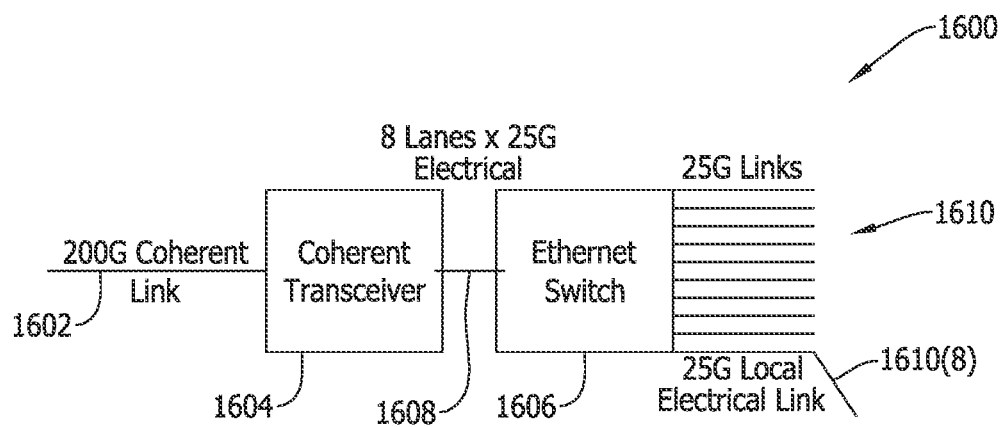 1600
8 Lanes x 25G
Electrical
25G Links
1610
200G Coherent
Link
Coherent
Transceiver
Ethernet
Switch
1602
25G Local
Electrical Link
1610(8)
1604
1608
1606